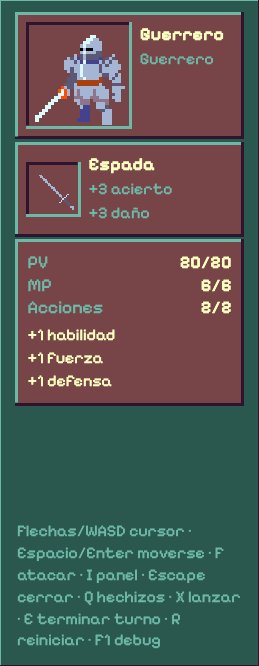 Guerrero
Guerrero
Espada
+3 acierto
+3 daño
PV 80/80
MP 6/6
Acciones 8/8
+1 habilidad
+1 fuerza
+1 defensa
Flechas/WASD cursor ·
Espacio/Enter moverse · F
atacar · I panel · Escape
cerrar · Q hechizos · X lanzar
· E terminar turno · R
reiniciar · F1 debug